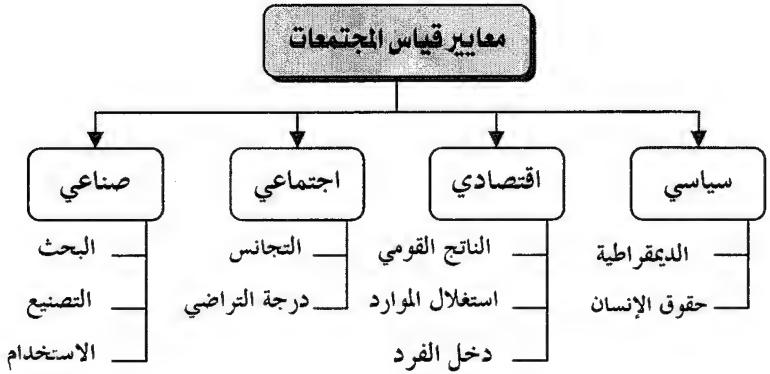 معايير قياس المجتمعات
سياسي
الديمقراطية
حقوق الإنسان
اقتصادي
الناتج القومي
استغلال الموارد
دخل الفرد
اجتماعي
التجانس
درجة التراضي
صناعي
البحث
التصنيع
الاستخدام